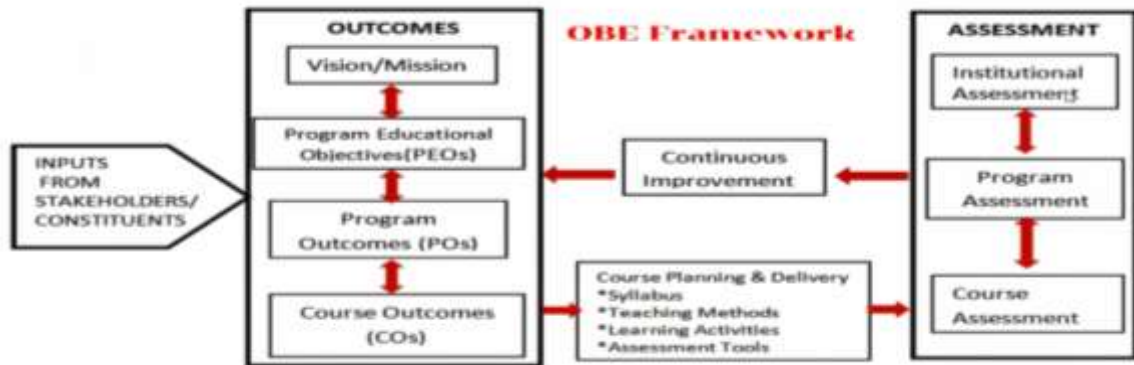 OUTCOMES
OBE Framework
ASSESSMENT
Vision/Mission
Institutional
Assessment
Program Educational
Objectives(PEOs)
INPUTS
FROM
STAKEHOLDERS/
CONSTITUENTS
Continuous
Improvement
Program
Assessment
Program
Outcomes (POs)
Course Planning & Delivery
*Syllabus
*Teaching Methods
*Learning Activities
*Assessment Tools
Course Outcomes
(COs)
Course
Assessment